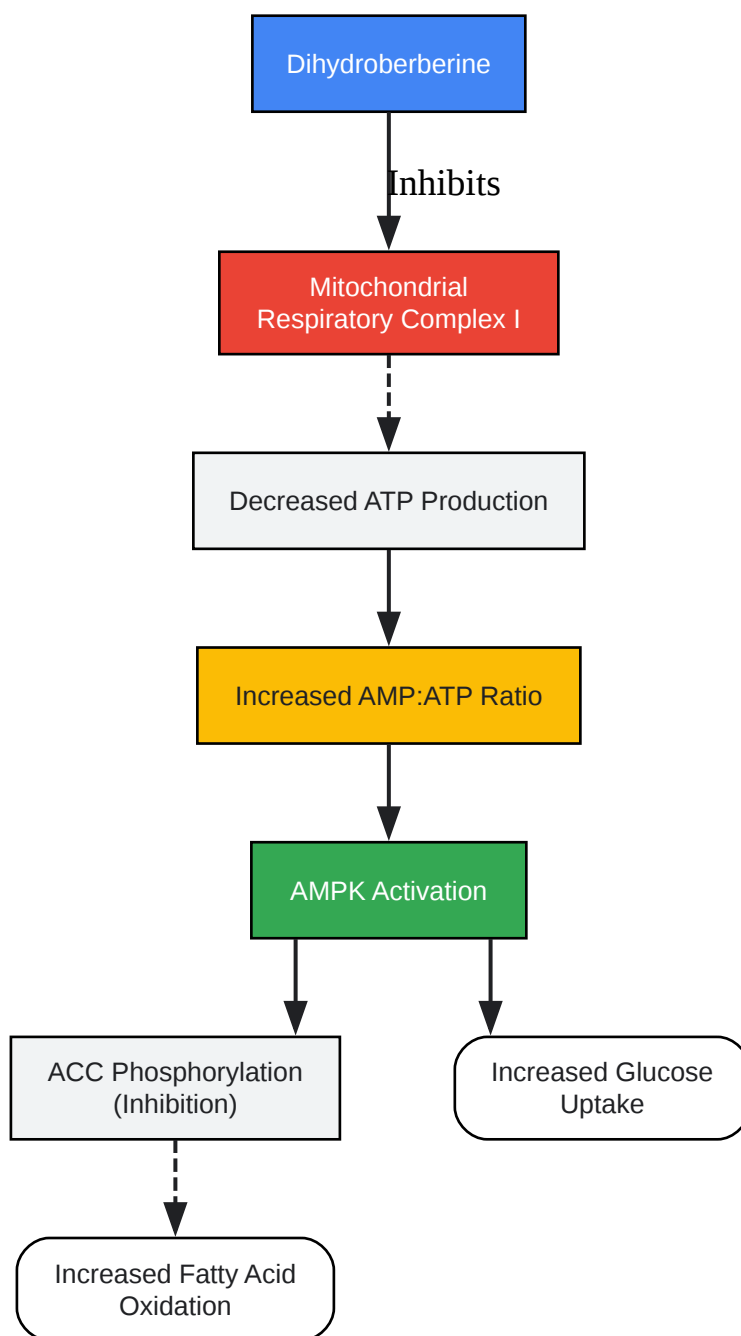 Dihydroberberine
Inhibits
Mitochondrial
Respiratory Complex I
Decreased ATP Production
Increased AMP:ATP Ratio
AMPK Activation
ACC Phosphorylation
(Inhibition)
Increased Glucose
Uptake
Increased Fatty Acid
Oxidation